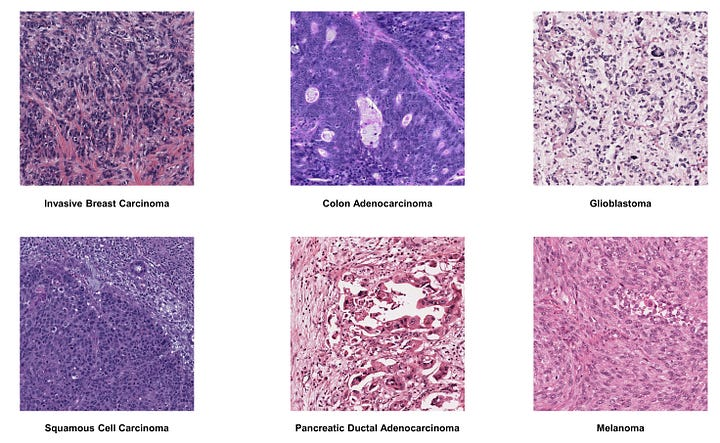 Invasive Breast Carcinoma
Colon Adenocarcinoma
Glioblastoma
Squamous Cell Carcinoma
Pancreatic Ductal Adenocarcinoma
Melanoma